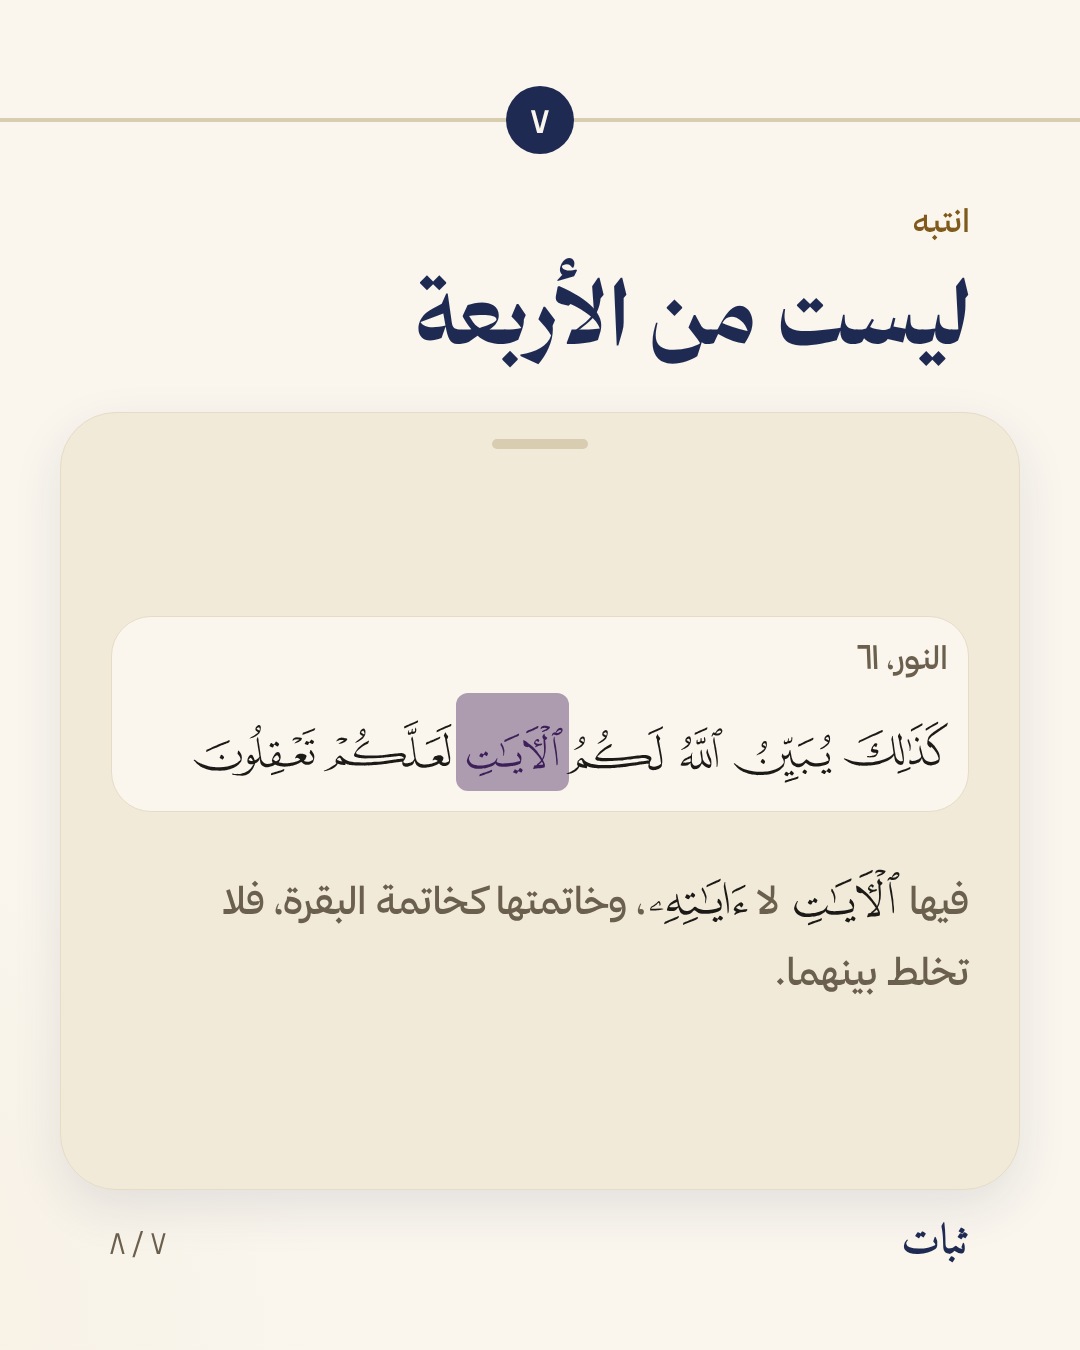 ٧
انتبه
ليست من الأربعة
النور، ٦١
كَذَٰلِكَ يُبَيِّنُ ٱللَّهُ لَكُمُ ٱلْأٓيَٰتِ لَعَلَّكُمْ تَعْقِلُونَ
فيها ٱلْأٓيَٰتِ لا ءَايَٰتِهِۦ، وخاتمتها كخاتمة البقرة، فلا
تخلط بينهما.
ثبات
٧ / ٨